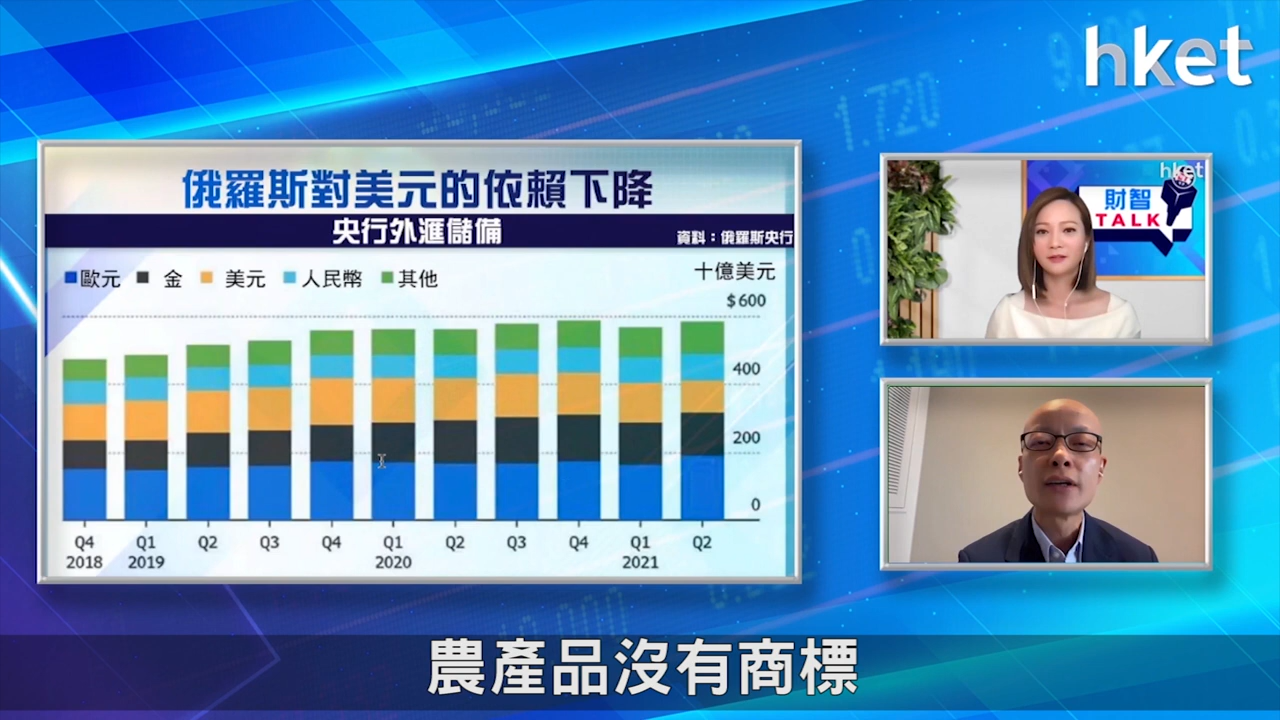 hket
俄羅斯對美元的依賴下降
央行外滙儲備
資料：俄羅斯央行
歐元 金 美元 人民幣 其他
十億美元
$600
400
200
0
Q4 Q1 Q2 Q3 Q4 Q1 Q2 Q3 Q4 Q1 Q2
2018 2019 2020 2021
hket
財智
TALK
1.720
農產品沒有商標